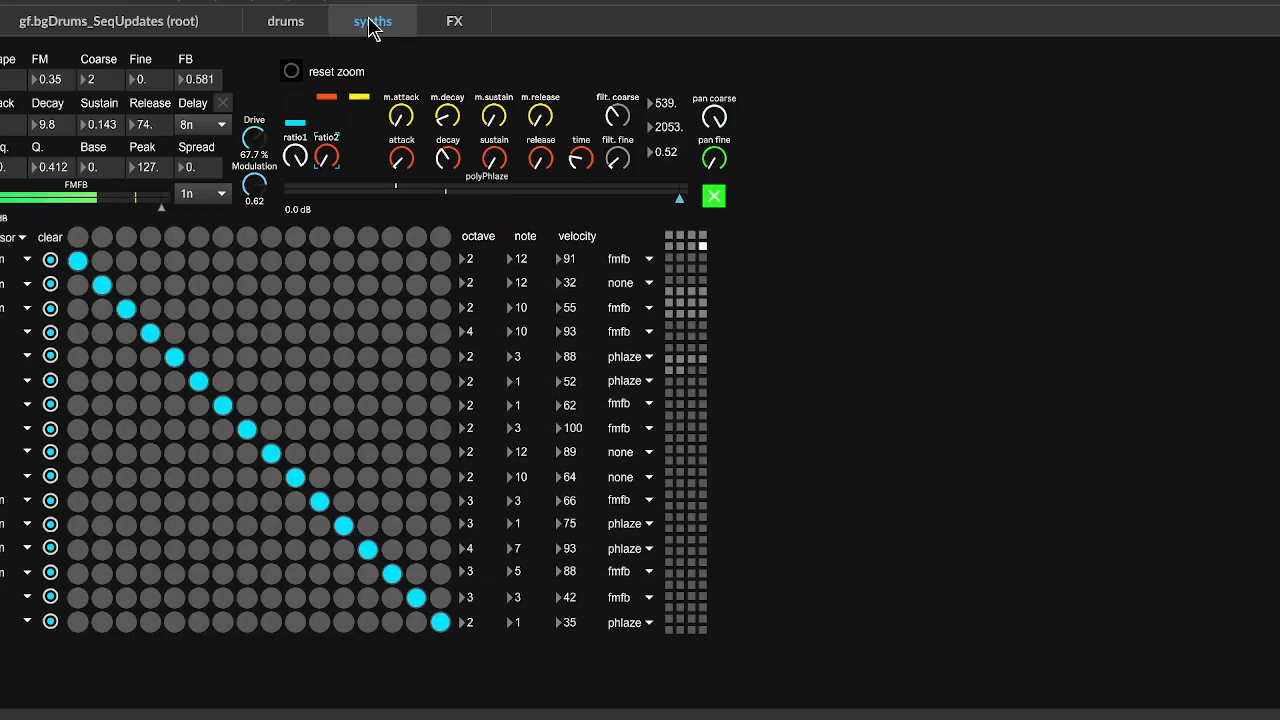 gf.bgDrums_SeqUpdates (root) drums synths FX
ape FM Coarse Fine FB
0.35 2 0. 0.581
reset zoom
ack Decay Sustain Release Delay
9.8 0.143 74. 8n
q. Q. Base Peak Spread
0. 0.412 0. 127. 0.
FMFB
1n
dB
Drive
67.7 %
Modulation
0.62
ratio1 ratio2
m.attack m.decay m.sustain m.release filt. coarse
attack decay sustain release time filt. fine
539.
2053.
0.52
pan coarse
pan fine
polyPhlaze
0.0 dB
sor clear octave note velocity
n 2 12 91 fmfb
n 2 12 32 none
n 2 10 55 fmfb
4 10 93 fmfb
2 3 88 phlaze
2 1 52 phlaze
2 1 62 fmfb
2 3 100 fmfb
2 12 89 none
2 10 64 none
n 3 3 66 fmfb
n 3 1 75 phlaze
n 4 7 93 phlaze
n 3 5 88 fmfb
3 3 42 fmfb
2 1 35 phlaze